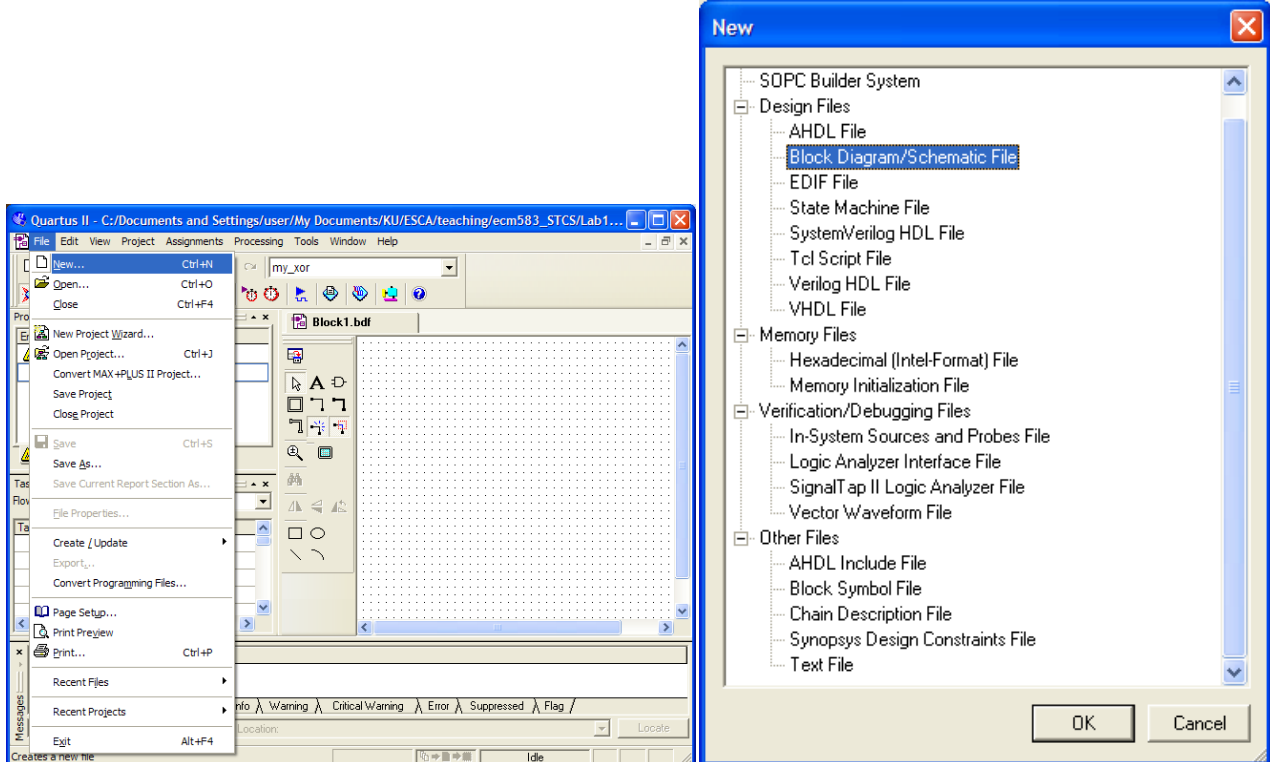 Quartus II - C:/Documents and Settings/user/My Documents/KU/ESCA/teaching/ecm583_STCS/Lab1...
File Edit View Project Assignments Processing Tools Window Help
New... Ctrl+N
my_xor
Open... Ctrl+O
Close Ctrl+F4
Block1.bdf
New Project Wizard...
Open Project... Ctrl+J
Convert MAX+PLUS II Project...
Save Project
Close Project
Save Ctrl+S
Save As...
Save Current Report Section As...
File Properties...
Create / Update
Export...
Convert Programming Files...
Page Setup...
Print Preview
Print... Ctrl+P
Recent Files
Recent Projects
Exit Alt+F4
Warning Critical Warning Error Suppressed Flag
Messages
Location: Locate
Creates a new file
Idle
New
SOPC Builder System
Design Files
AHDL File
Block Diagram/Schematic File
EDIF File
State Machine File
SystemVerilog HDL File
Tcl Script File
Verilog HDL File
VHDL File
Memory Files
Hexadecimal (Intel-Format) File
Memory Initialization File
Verification/Debugging Files
In-System Sources and Probes File
Logic Analyzer Interface File
SignalTap II Logic Analyzer File
Vector Waveform File
Other Files
AHDL Include File
Block Symbol File
Chain Description File
Synopsys Design Constraints File
Text File
OK Cancel